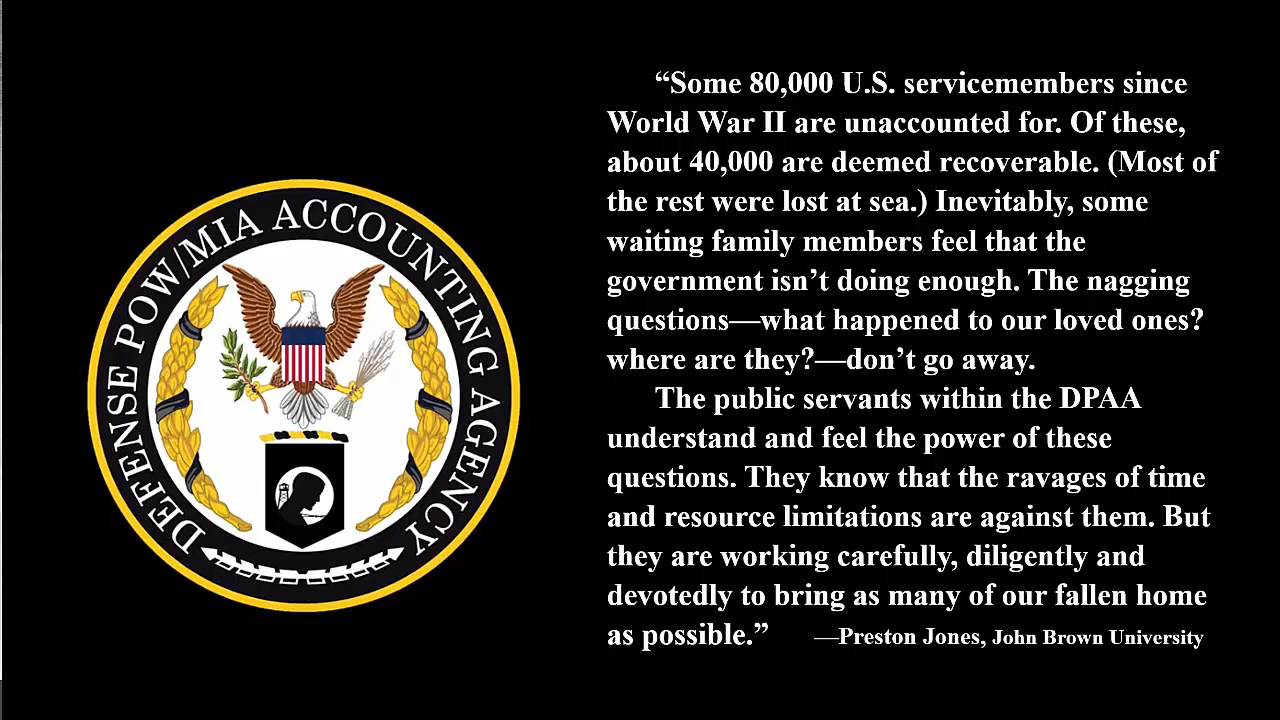 DEFENSE POW/MIA ACCOUNTING AGENCY
“Some 80,000 U.S. servicemembers since
World War II are unaccounted for. Of these,
about 40,000 are deemed recoverable. (Most of
the rest were lost at sea.) Inevitably, some
waiting family members feel that the
government isn’t doing enough. The nagging
questions—what happened to our loved ones?
where are they?—don’t go away.
The public servants within the DPAA
understand and feel the power of these
questions. They know that the ravages of time
and resource limitations are against them. But
they are working carefully, diligently and
devotedly to bring as many of our fallen home
as possible.” —Preston Jones, John Brown University